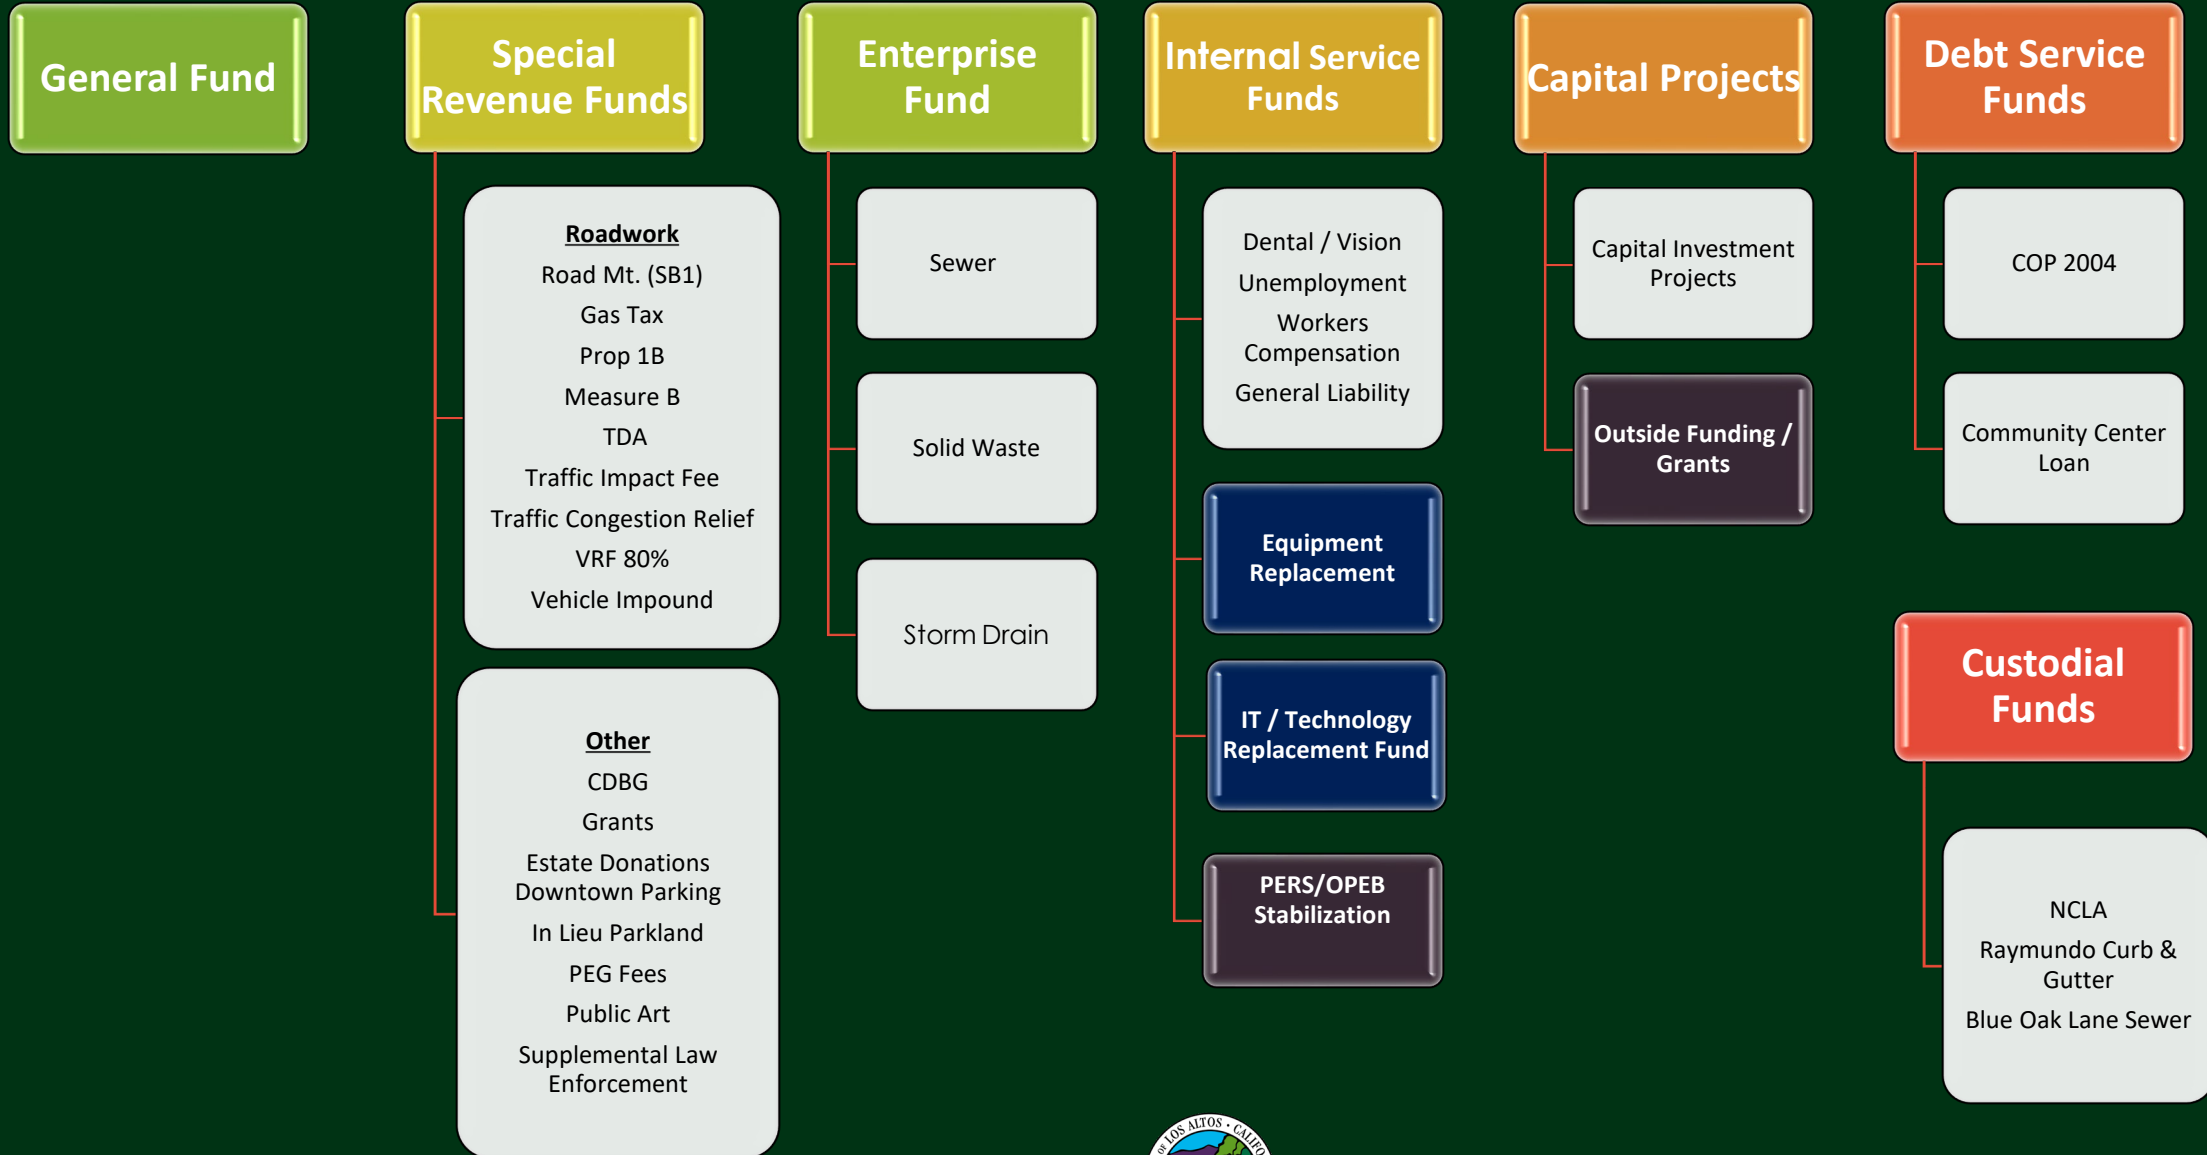 General Fund
Special
Revenue Funds
Roadwork
Road Mt. (SB1)
Gas Tax
Prop 1B
Measure B
TDA
Traffic Impact Fee
Traffic Congestion Relief
VRF 80%
Vehicle Impound
Other
CDBG
Grants
Estate Donations
Downtown Parking
In Lieu Parkland
PEG Fees
Public Art
Supplemental Law
Enforcement
Enterprise
Fund
Sewer
Solid Waste
Storm Drain
Internal Service
Funds
Dental / Vision
Unemployment
Workers
Compensation
General Liability
Equipment
Replacement
IT / Technology
Replacement Fund
PERS/OPEB
Stabilization
Capital Projects
Capital Investment
Projects
Outside Funding /
Grants
Debt Service
Funds
COP 2004
Community Center
Loan
Custodial
Funds
NCLA
Raymundo Curb &
Gutter
Blue Oak Lane Sewer
OF LOS ALTOS •